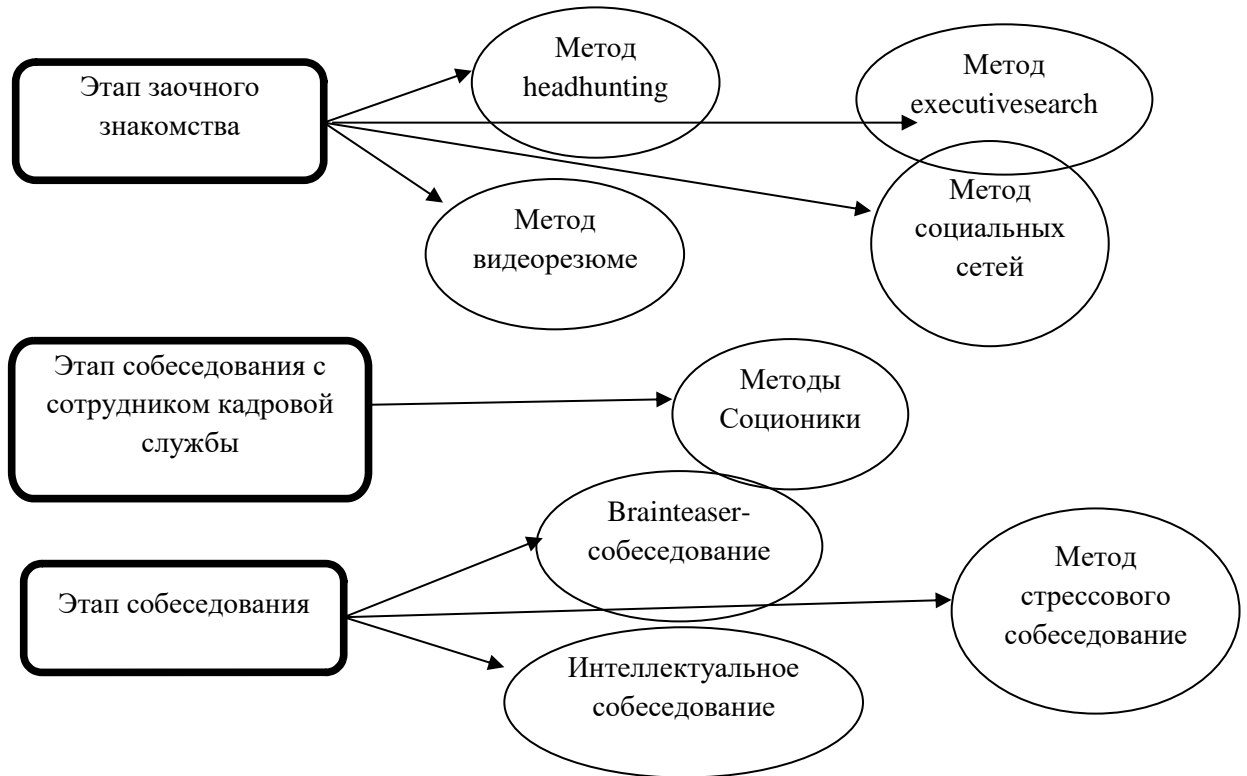 Этап заочного
знакомства
Метод
headhunting
Метод
executivesearch
Метод
видеорезюме
Метод
социальных
сетей
Этап собеседования с
сотрудником кадровой
службы
Методы
Соционики
Этап собеседования
Brainteaser-
собеседование
Метод
стрессового
собеседование
Интеллектуальное
собеседование